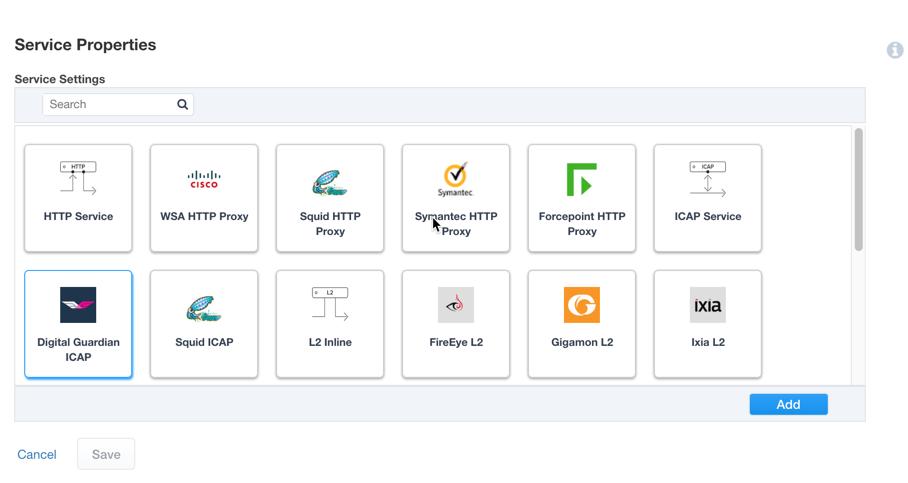 Service Properties
Service Settings
Search
HTTP
HTTP Service
CISCO
WSA HTTP Proxy
Squid HTTP
Proxy
Symantec.
Symantec HTTP
Proxy
Forcepoint HTTP
Proxy
ICAP
ICAP Service
Digital Guardian
ICAP
Squid ICAP
L2
L2 Inline
FireEye L2
G
Gigamon L2
ixia
Ixia L2
Add
Cancel
Save